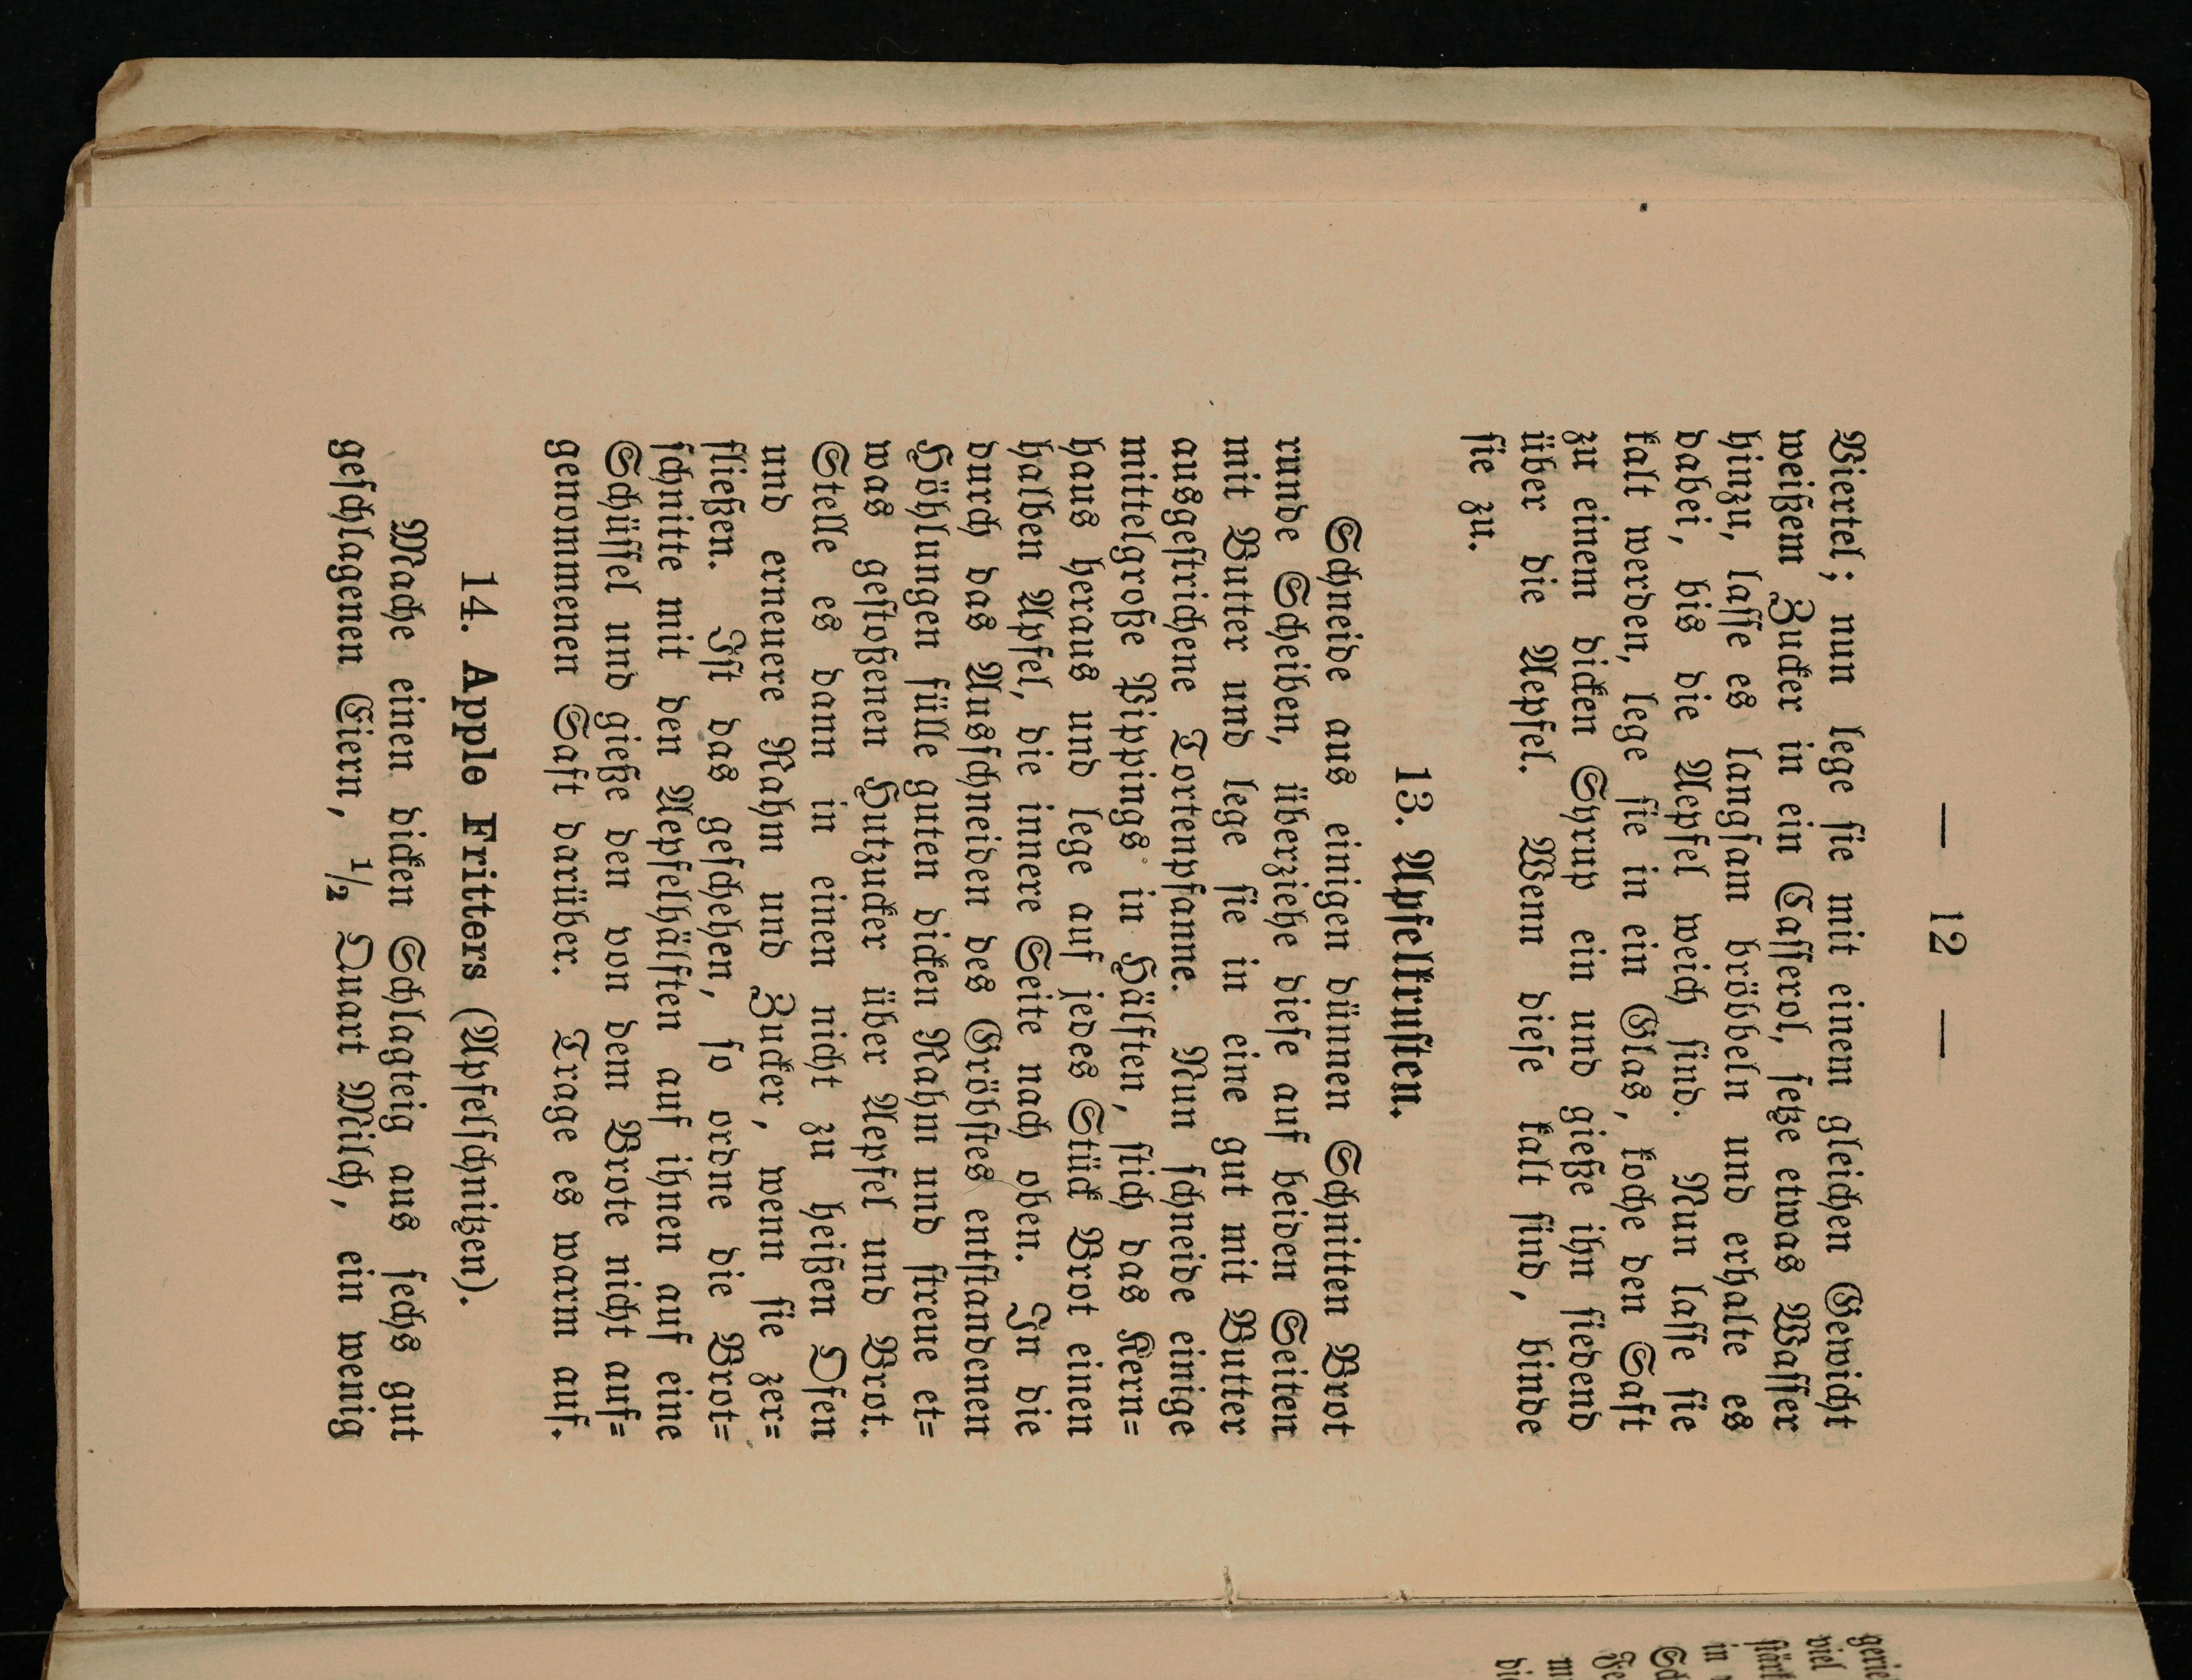 — 12 —
Viertel; nun lege sie mit einem gleichen Gewicht
weißem Zucker in ein Casserol, setze etwas Wasser
hinzu, lasse es langsam bröbbeln und erhalte es
dabei, bis die Aepfel weich sind. Nun lasse sie
kalt werden, lege sie in ein Glas, koche den Saft
zu einem dicken Syrup ein und gieße ihn siedend
über die Aepfel. Wenn diese kalt sind, binde
sie zu.
13. Apfelkrusten.
Schneide aus einigen dünnen Schnitten Brot
runde Scheiben, überziehe diese auf beiden Seiten
mit Butter und lege sie in eine gut mit Butter
ausgestrichene Tortenpfanne. Nun schneide einige
mittelgroße Pippings in Hälften, stich das Kern=
haus heraus und lege auf jedes Stück Brot einen
halben Apfel, die innere Seite nach oben. In die
durch das Ausschneiden des Gröbstes entstandenen
Höhlungen fülle guten dicken Rahm und streue et=
was gestoßenen Hutzucker über Aepfel und Brot.
Stelle es dann in einen nicht zu heißen Ofen
und erneuere Rahm und Zucker, wenn sie zer=
fließen. Ist das geschehen, so ordne die Brot=
schnitte mit den Aepfelhälften auf ihnen auf eine
Schüssel und gieße den von dem Brote nicht auf=
genommenen Saft darüber. Trage es warm auf.
14. Apple Fritters (Apfelschnitzen).
Mache einen dicken Schlagteig aus sechs gut
geschlagenen Eiern, 1/2 Quart Milch, ein wenig
viel
in